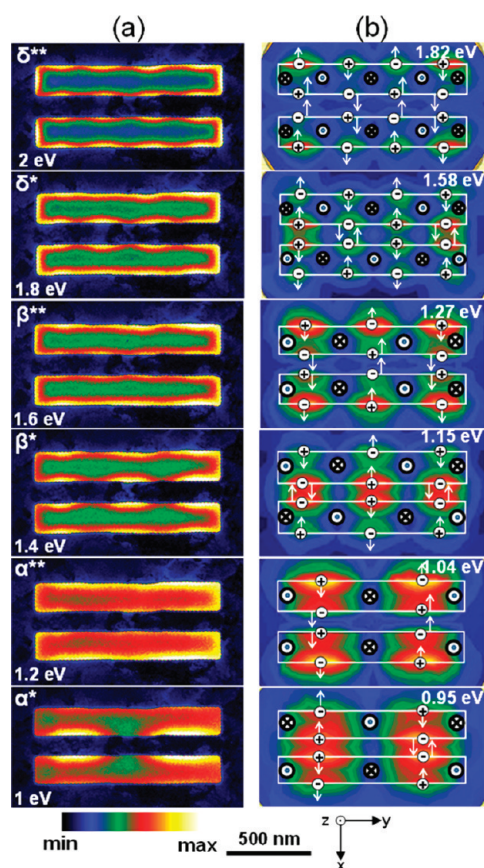 (a) (b)
δ** 1.82 eV
2 eV
δ* 1.58 eV
1.8 eV
β** 1.27 eV
1.6 eV
β* 1.15 eV
1.4 eV
α** 1.04 eV
1.2 eV
α* 0.95 eV
1 eV
min max 500 nm z y
x